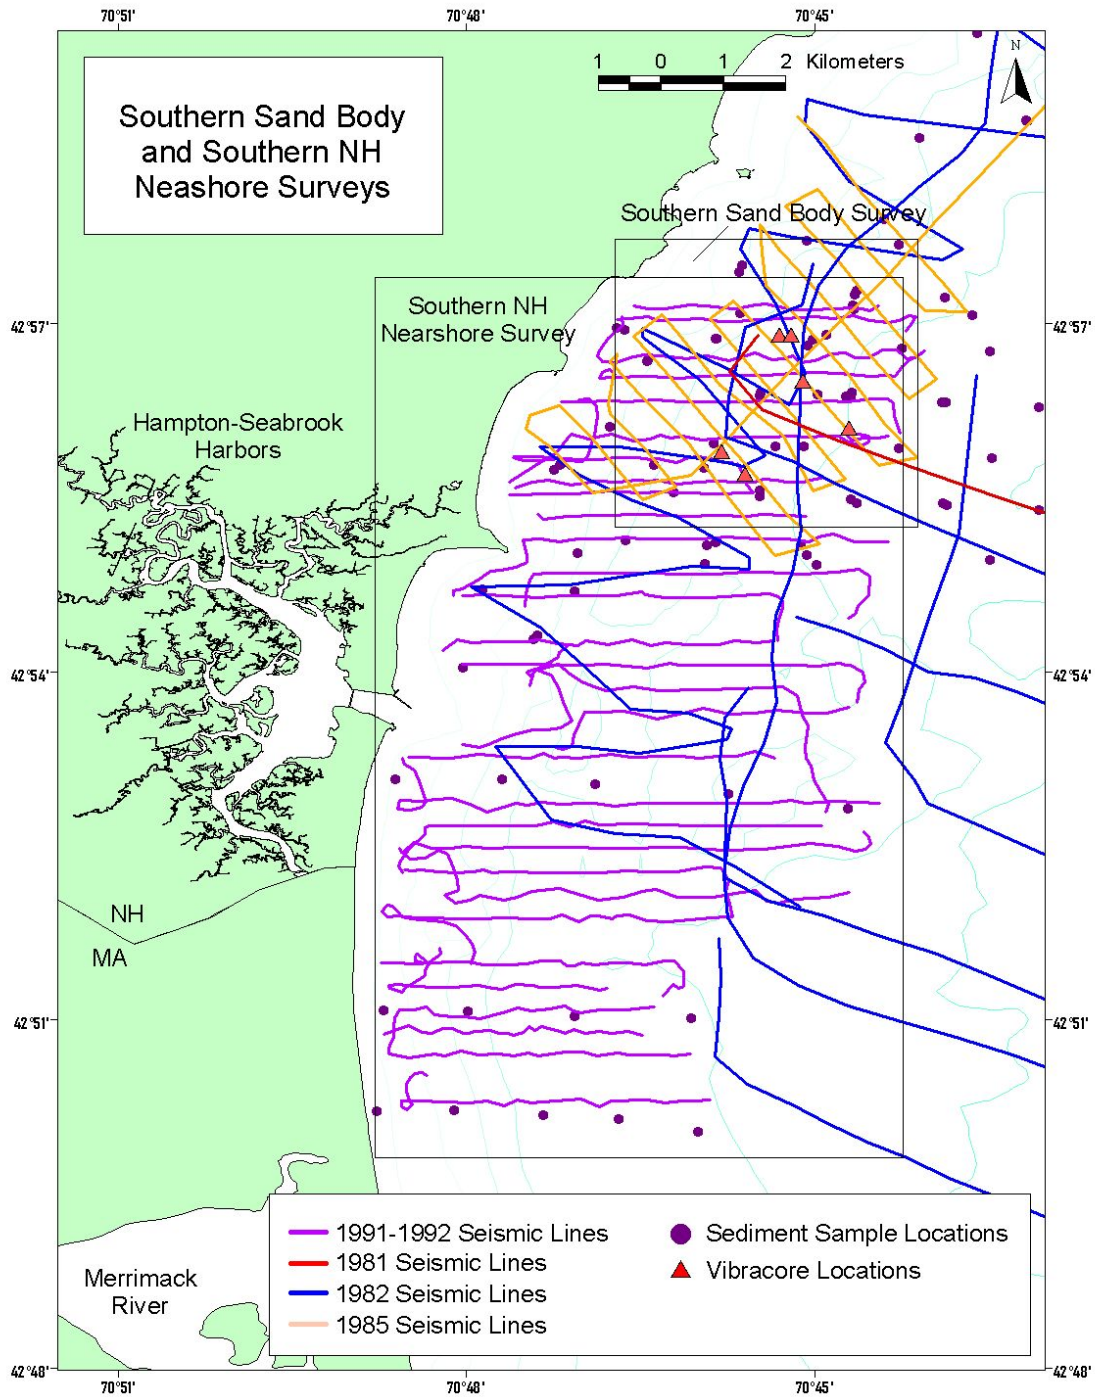 70°51'
70°48'
70°45'
1 0 1 2 Kilometers
N
Southern Sand Body
and Southern NH
Neashore Surveys
Southern Sand Body Survey
Southern NH
Nearshore Survey
42°57'
42°57'
Hampton-Seabrook
Harbors
42°54'
42°54'
NH
MA
42°51'
42°51'
1991-1992 Seismic Lines
1981 Seismic Lines
1982 Seismic Lines
1985 Seismic Lines
Sediment Sample Locations
Vibracore Locations
Merrimack
River
42°48'
42°48'
70°51'
70°48'
70°45'